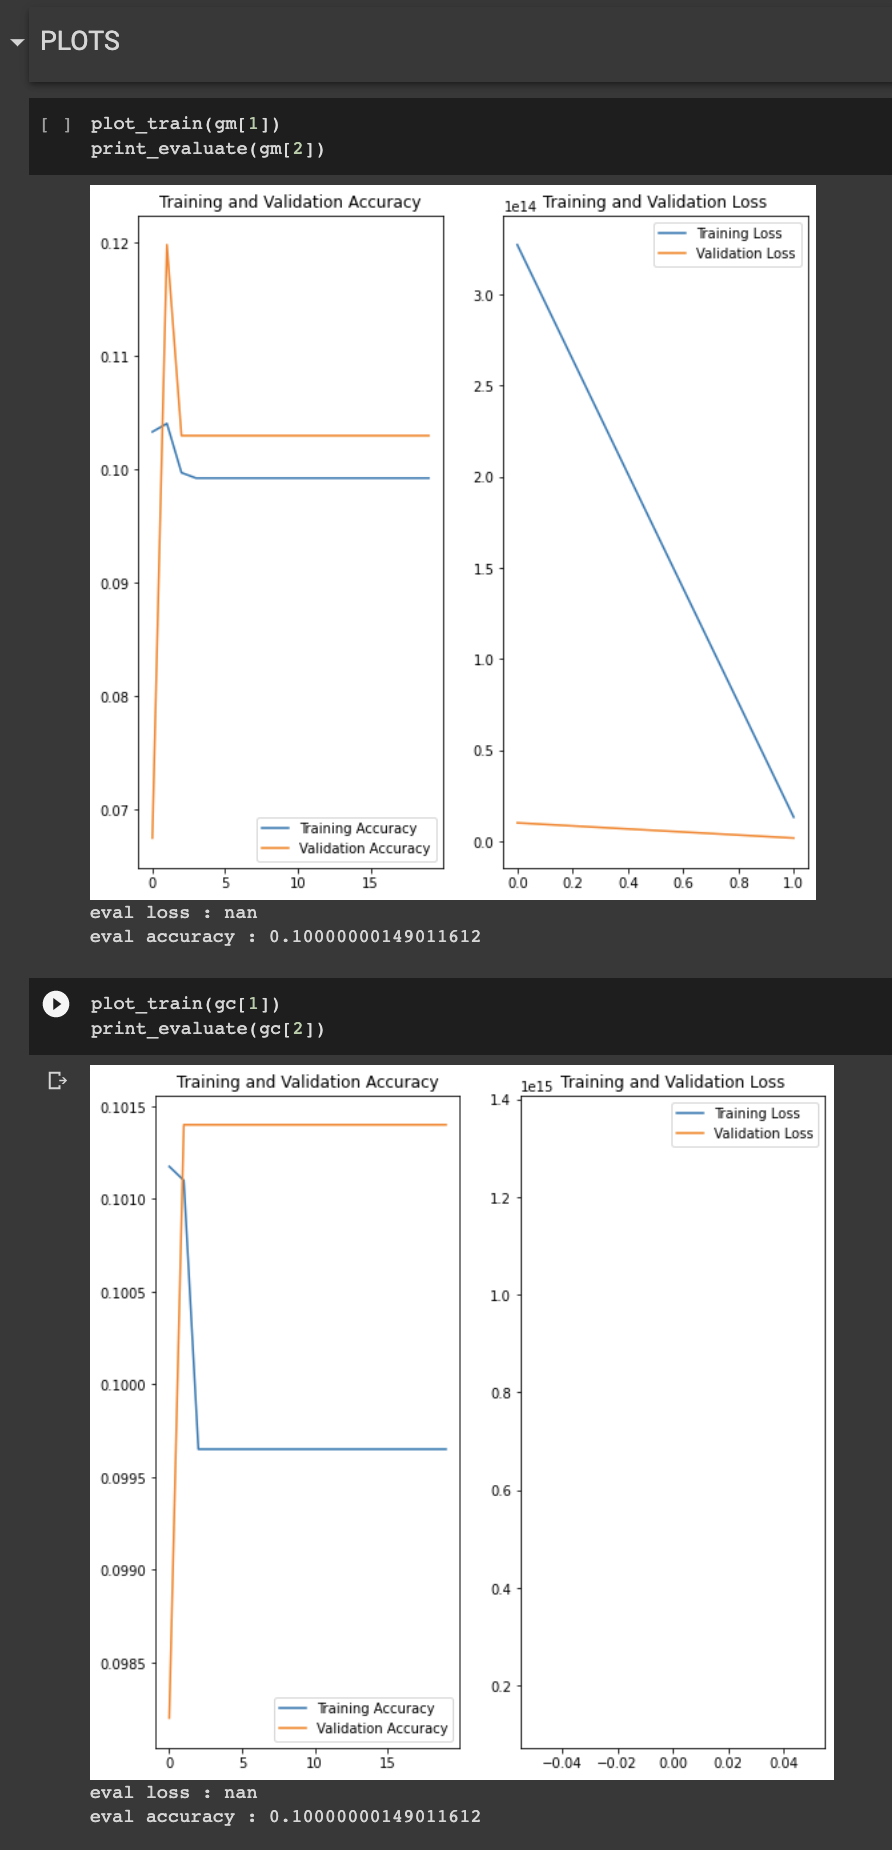 PLOTS
[ ] plot_train(gm[1])
print_evaluate(gm[2])
Training and Validation Accuracy
0.12
0.11
0.10
0.09
0.08
0.07
0 5 10 15
Training Accuracy
Validation Accuracy
1e14 Training and Validation Loss
3.0
2.5
2.0
1.5
1.0
0.5
0.0
0.0 0.2 0.4 0.6 0.8 1.0
Training Loss
Validation Loss
eval loss : nan
eval accuracy : 0.10000000149011612
plot_train(gc[1])
print_evaluate(gc[2])
Training and Validation Accuracy
0.1015
0.1010
0.1005
0.1000
0.0995
0.0990
0.0985
0 5 10 15
Training Accuracy
Validation Accuracy
1e15 Training and Validation Loss
1.4
1.2
1.0
0.8
0.6
0.4
0.2
−0.04 −0.02 0.00 0.02 0.04
Training Loss
Validation Loss
eval loss : nan
eval accuracy : 0.10000000149011612